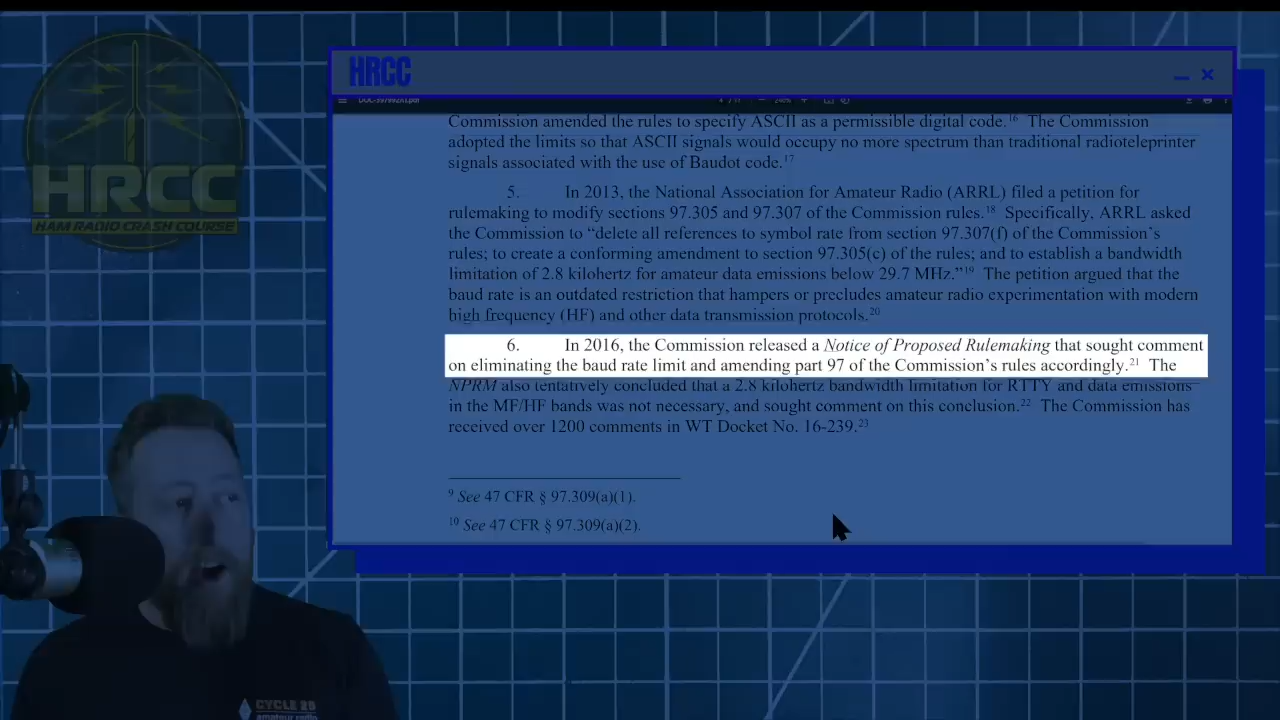 HRCC
HAM RADIO CRASH COURSE
HRCC
Commission amended the rules to specify ASCII as a permissible digital code.16 The Commission
adopted the limits so that ASCII signals would occupy no more spectrum than traditional radioteleprinter
signals associated with the use of Baudot code.17
5. In 2013, the National Association for Amateur Radio (ARRL) filed a petition for
rulemaking to modify sections 97.305 and 97.307 of the Commission rules.18 Specifically, ARRL asked
the Commission to “delete all references to symbol rate from section 97.307(f) of the Commission’s
rules; to create a conforming amendment to section 97.305(c) of the rules; and to establish a bandwidth
limitation of 2.8 kilohertz for amateur data emissions below 29.7 MHz.”19 The petition argued that the
baud rate is an outdated restriction that hampers or precludes amateur radio experimentation with modern
high frequency (HF) and other data transmission protocols.20
6. In 2016, the Commission released a Notice of Proposed Rulemaking that sought comment
on eliminating the baud rate limit and amending part 97 of the Commission’s rules accordingly.21 The
NPRM also tentatively concluded that a 2.8 kilohertz bandwidth limitation for RTTY and data emissions
in the MF/HF bands was not necessary, and sought comment on this conclusion.22 The Commission has
received over 1200 comments in WT Docket No. 16-239.23
9 See 47 CFR § 97.309(a)(1).
10 See 47 CFR § 97.309(a)(2).
CYCLE 25
amateur radio